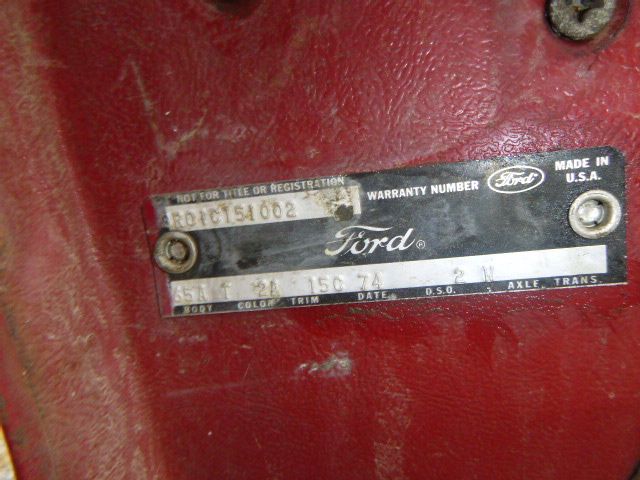 NOT FOR TITLE OR REGISTRATION
WARRANTY NUMBER
Ford
MADE IN
U.S.A.
R01C151002
Ford®
65A T 2A 15C 74 2 W
BODY COLOR TRIM DATE D.S.O. AXLE TRANS.